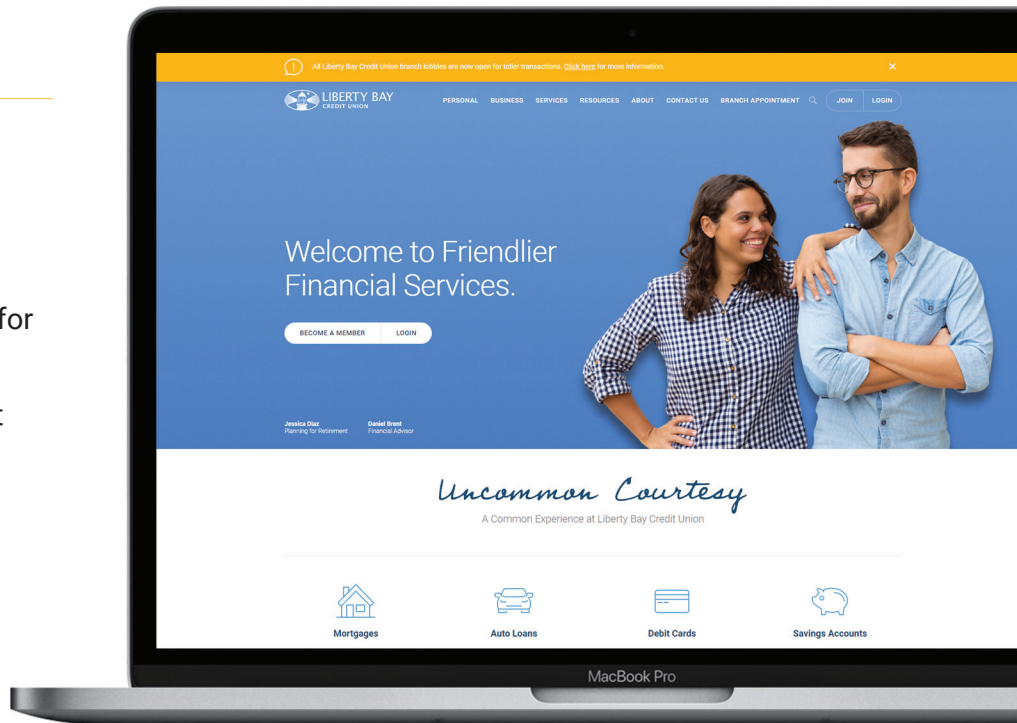 for
t
All Liberty Bay Credit Union branch lobbies are now open for teller transactions. Click here for more information.
LIBERTY BAY
CREDIT UNION
PERSONAL BUSINESS SERVICES RESOURCES ABOUT CONTACT US BRANCH APPOINTMENT JOIN LOGIN
Welcome to Friendlier
Financial Services.
BECOME A MEMBER LOGIN
Jessica Diaz Daniel Brent
Planning for Retirement Financial Advisor
Uncommon Courtesy
A Common Experience at Liberty Bay Credit Union
Mortgages Auto Loans Debit Cards Savings Accounts
MacBook Pro